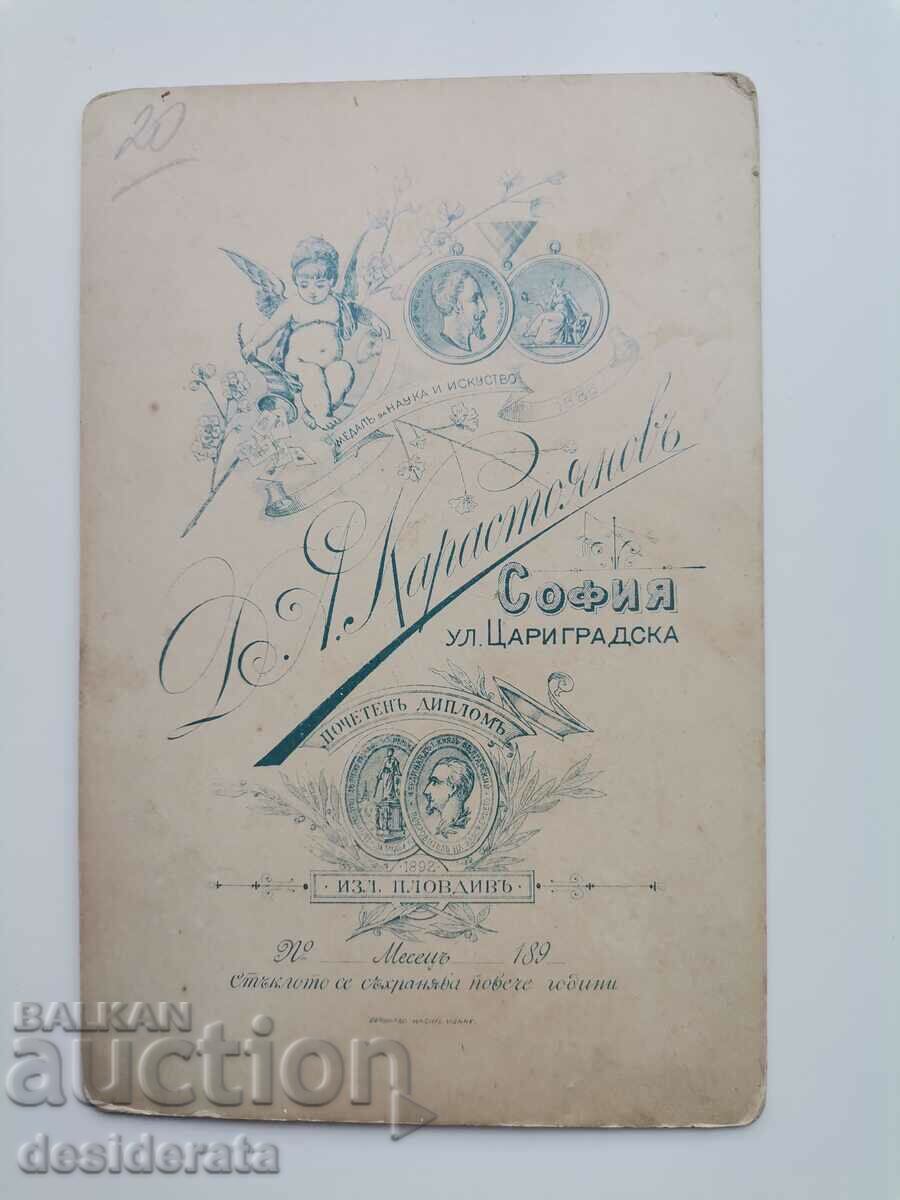 20
МЕДАЛЪ за НАУКА И ИСКУСТВО
Д. А. Карастояновъ
СОФИЯ
УЛ. ЦАРИГРАДСКА
ПОЧЕТЕНЪ ДИПЛОМЪ
1892
ИЗЛ. ПЛОВДИВЪ
No Месецъ 189
Стъклото се съхранява повече години
BALKAN
auction
desiderata